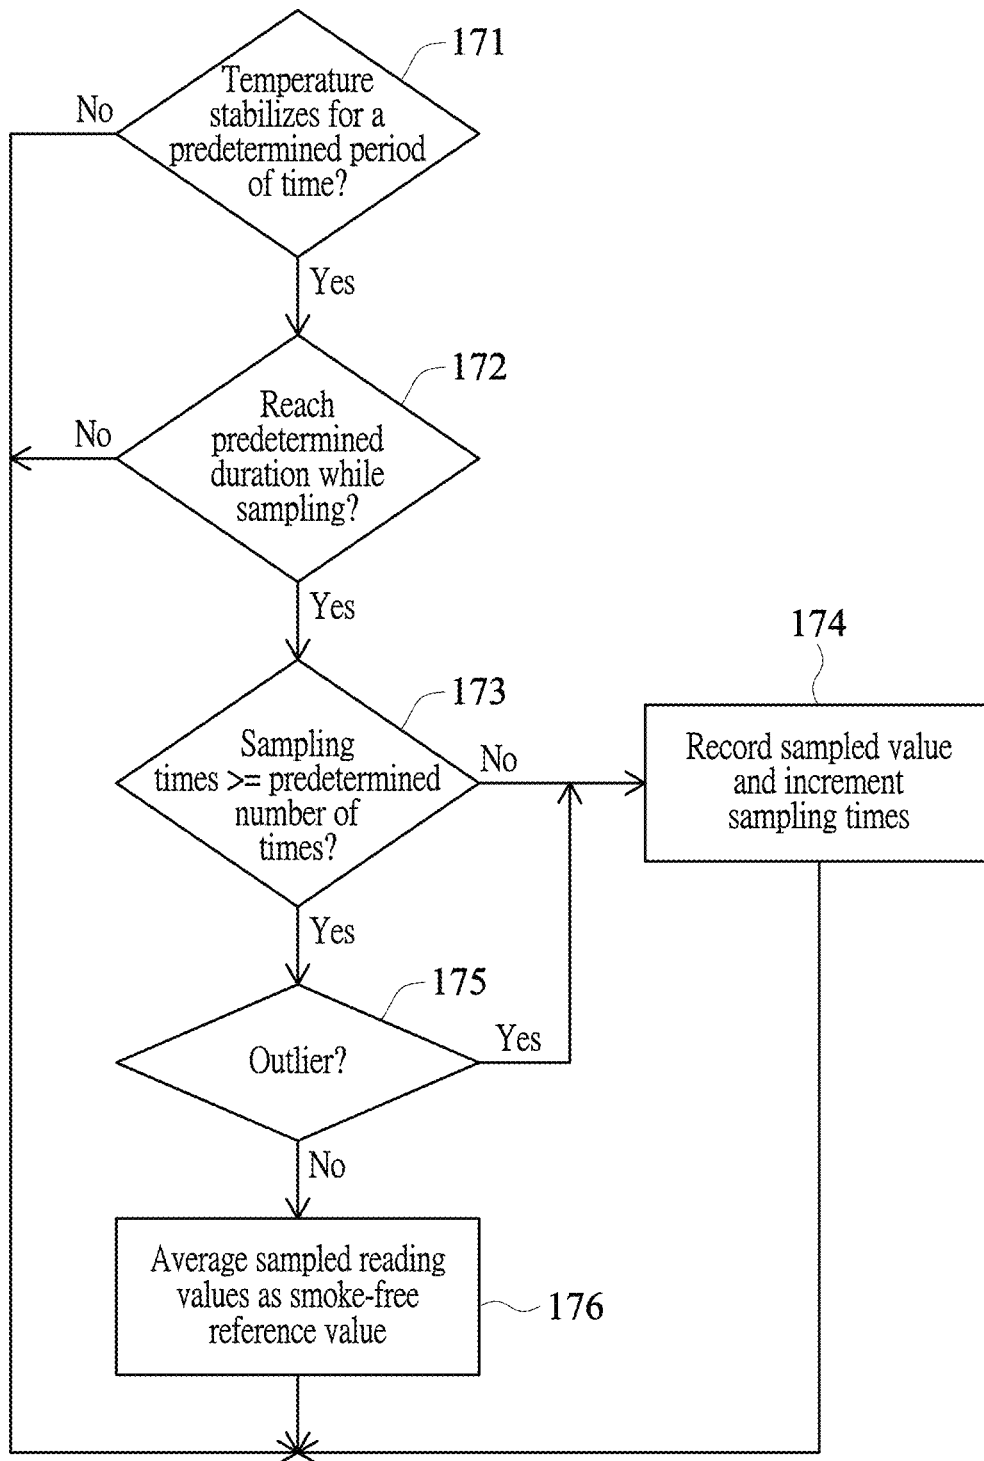 171
Temperature
stabilizes for a
predetermined period
of time?
No
Yes
172
Reach
predetermined
duration while
sampling?
No
Yes
173
Sampling
times >= predetermined
number of
times?
No
174
Record sampled value
and increment
sampling times
Yes
175
Outlier?
Yes
No
Average sampled reading
values as smoke-free
reference value
176